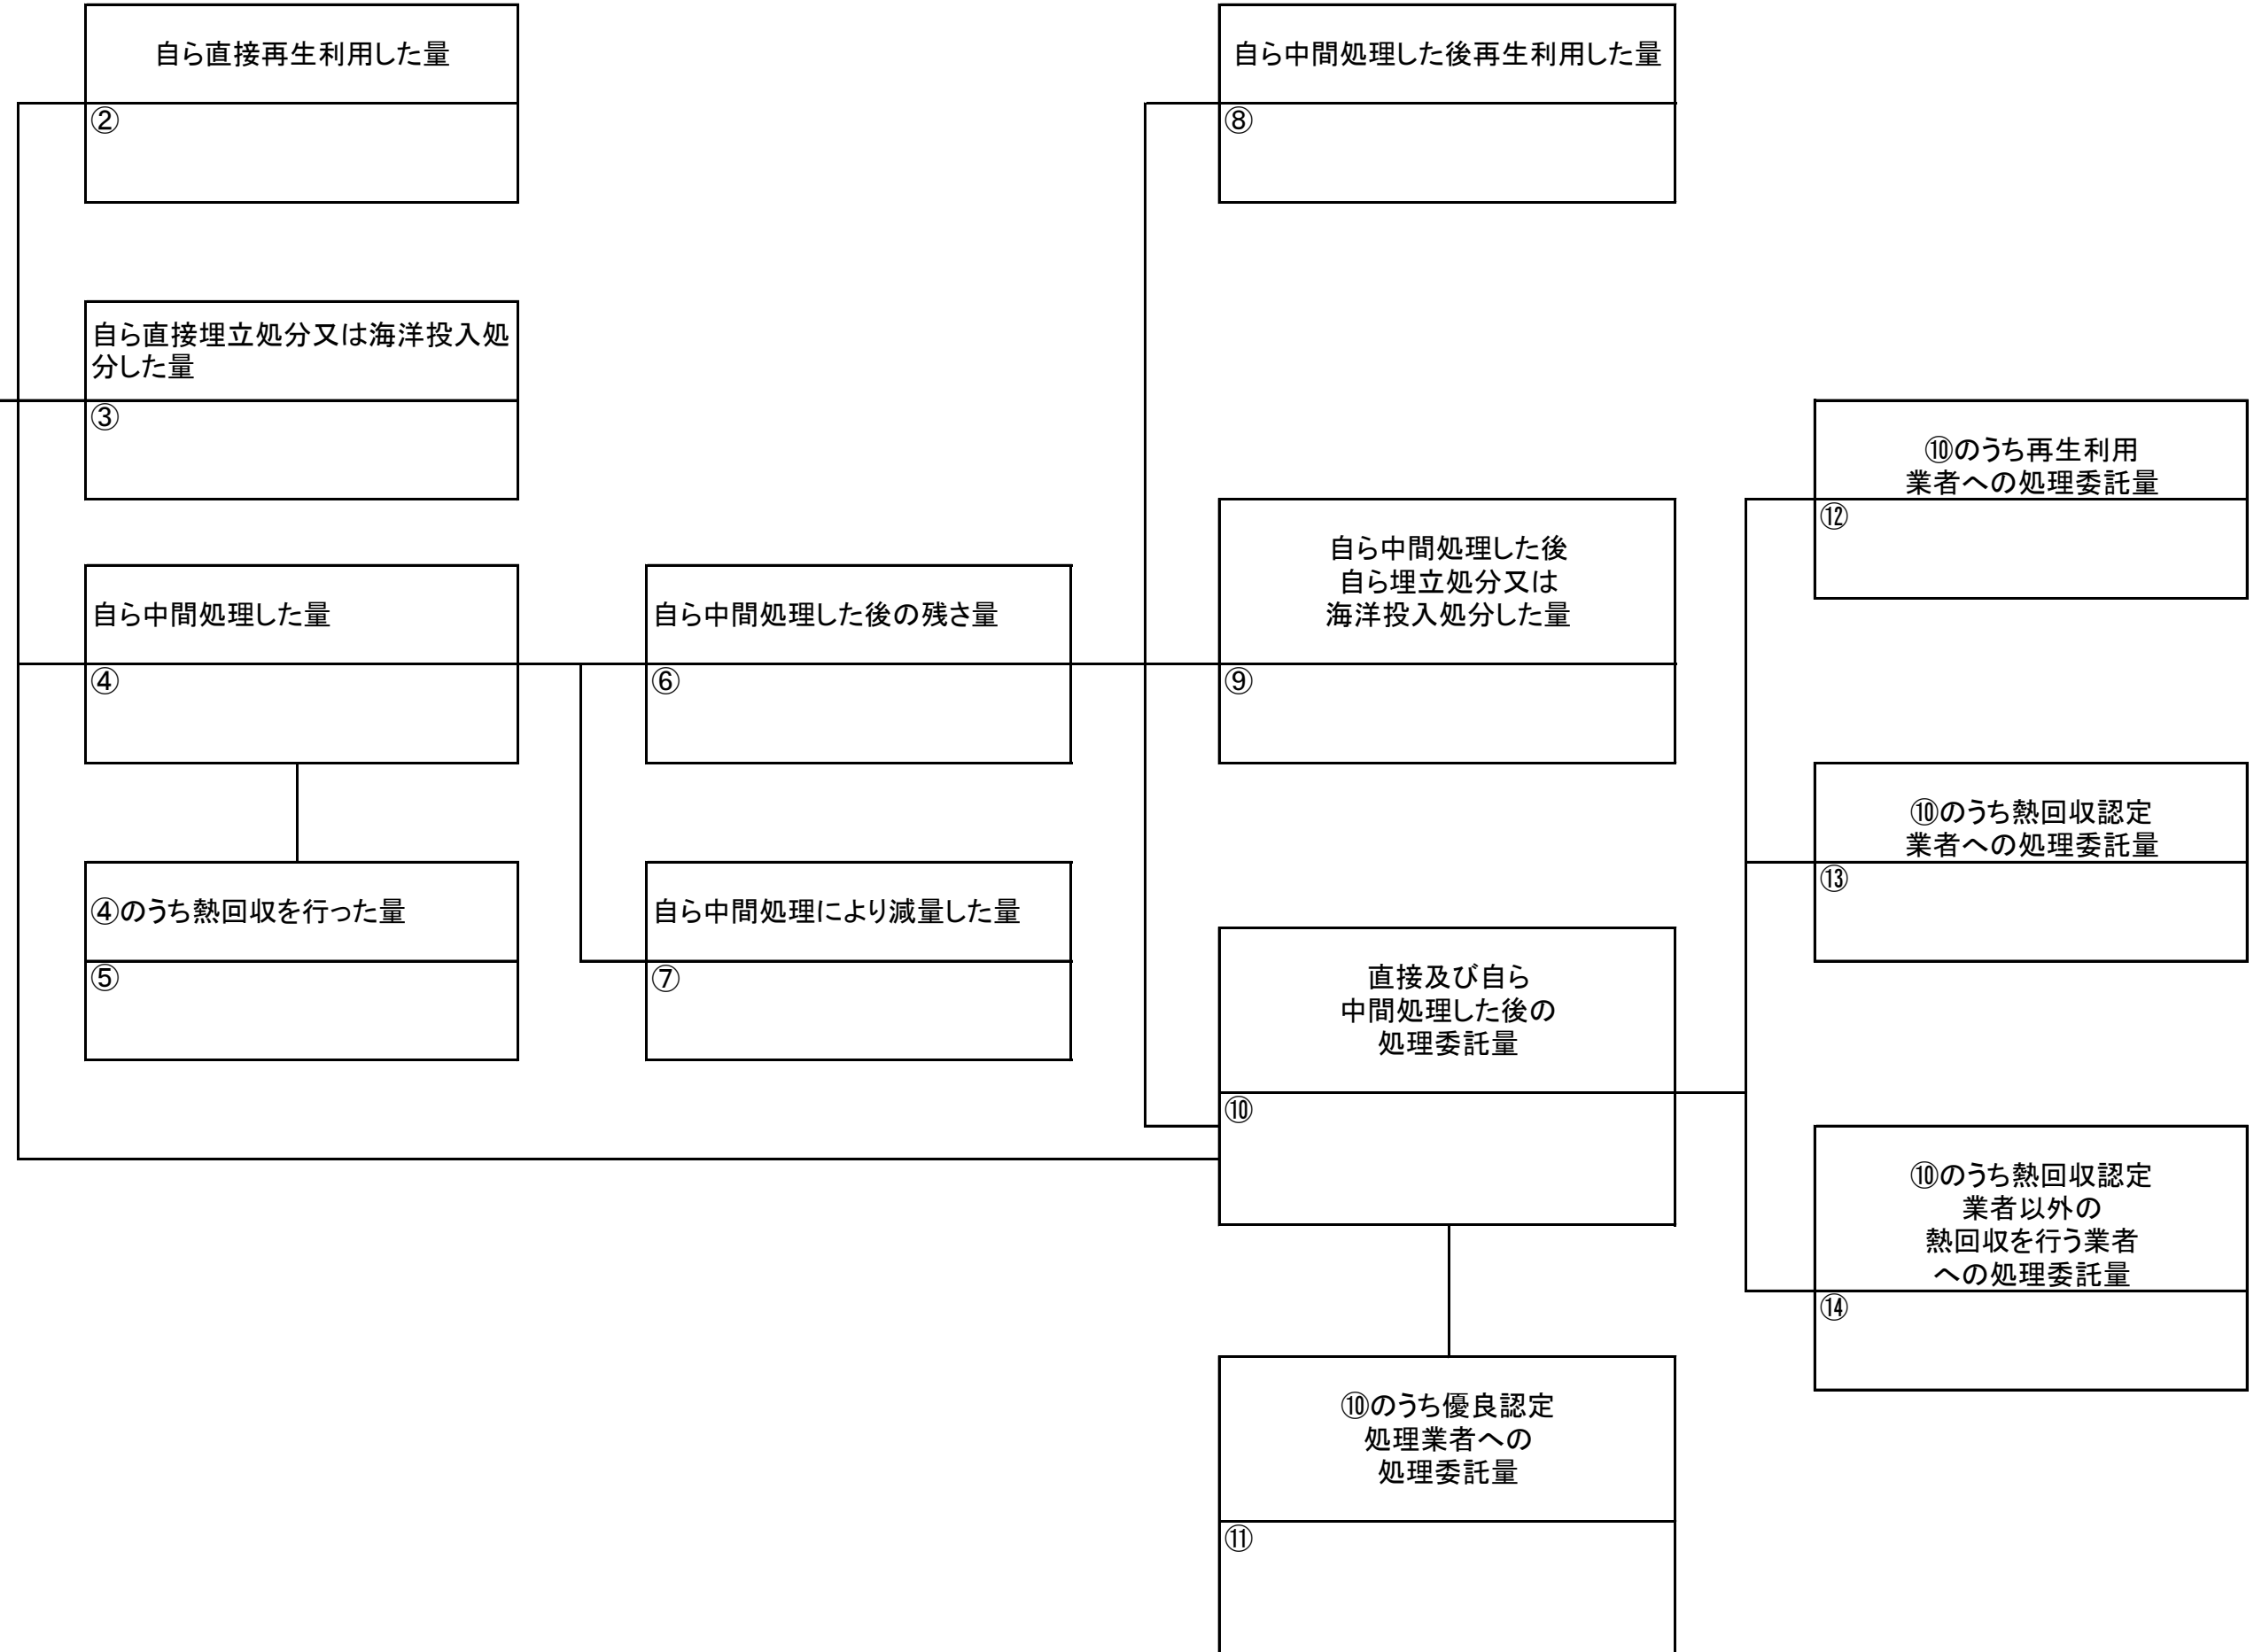 自ら直接再生利用した量
②
自ら中間処理した後再生利用した量
⑧
自ら直接埋立処分又は海洋投入処
分した量
③
⑩のうち再生利用
業者への処理委託量
⑫
自ら中間処理した量
④
自ら中間処理した後の残さ量
⑥
自ら中間処理した後
自ら埋立処分又は
海洋投入処分した量
⑨
⑩のうち熱回収認定
業者への処理委託量
⑬
④のうち熱回収を行った量
⑤
自ら中間処理により減量した量
⑦
直接及び自ら
中間処理した後の
処理委託量
⑩
⑩のうち熱回収認定
業者以外の
熱回収を行う業者
への処理委託量
⑭
⑩のうち優良認定
処理業者への
処理委託量
⑪